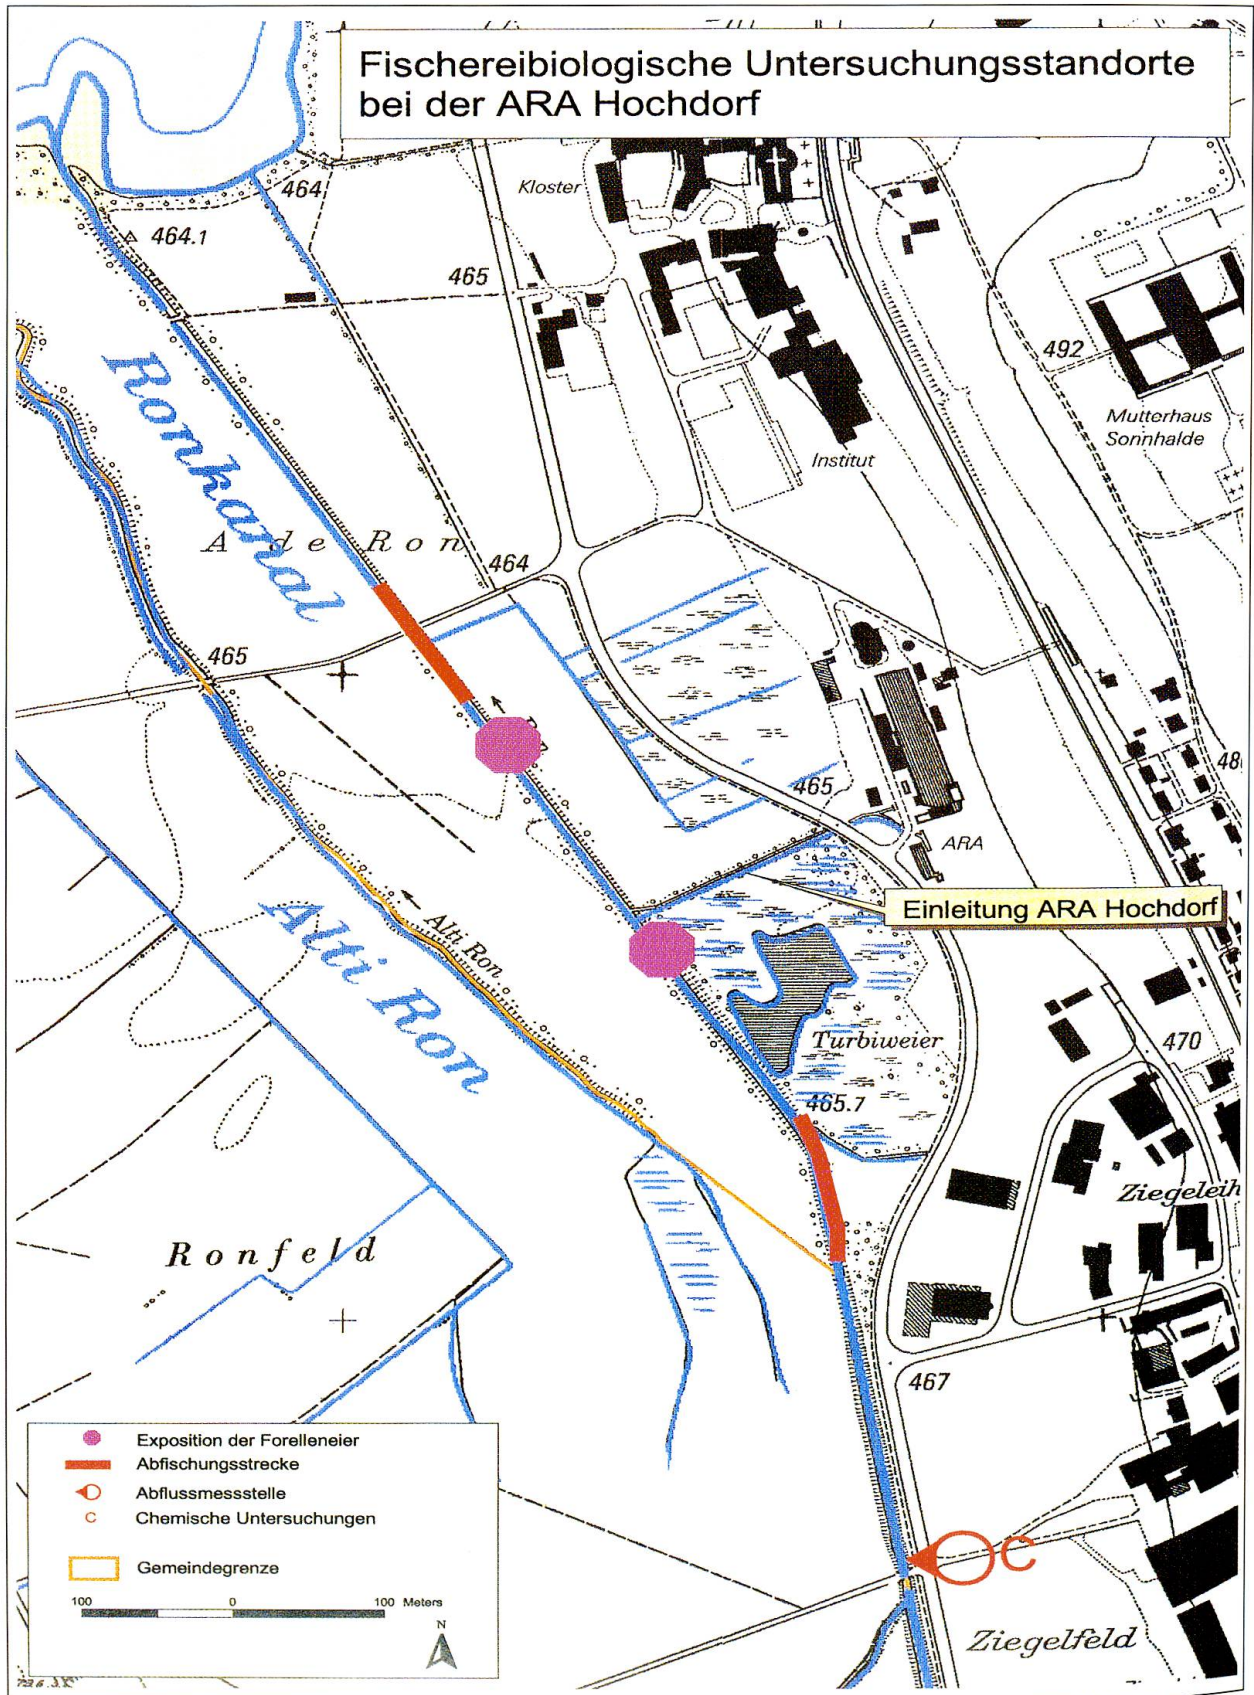 Fischereibiologische Untersuchungsstandorte
bei der ARA Hochdorf
464
Kloster
464.1
465
492
Mutterhaus
Sonnhalde
Institut
Ronkanal
A de Ron
464
465
465
480
ARA
Einleitung ARA Hochdorf
Alti Ron
Alti Ron
Turbiweier
470
465.7
Ziegeleih
Ronfeld
467
Exposition der Forelleneier
Abfischungsstrecke
Abflussmessstelle
C Chemische Untersuchungen
Gemeindegrenze
100 0 100 Meters
N
C
Ziegelfeld